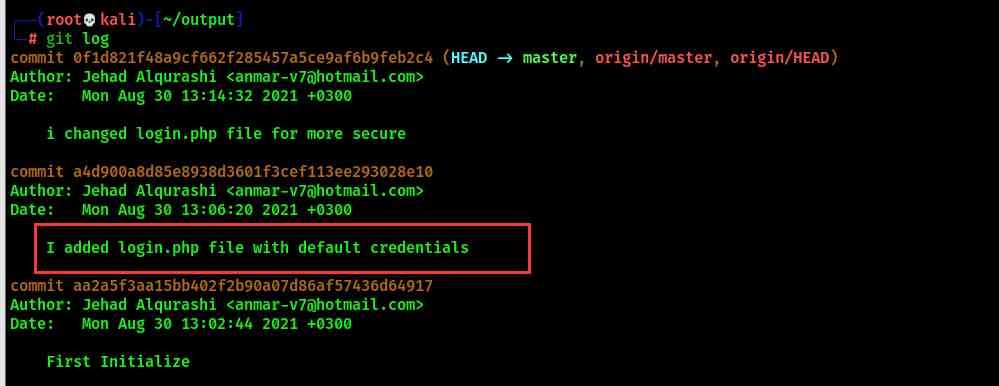 (root💀kali)-[~/output]
# git log
commit 0f1d821f48a9cf662f285457a5ce9af6b9feb2c4 (HEAD → master, origin/master, origin/HEAD)
Author: Jehad Alqurashi <anmar-v7@hotmail.com>
Date:   Mon Aug 30 13:14:32 2021 +0300
i changed login.php file for more secure
commit a4d900a8d85e8938d3601f3cef113ee293028e10
Author: Jehad Alqurashi <anmar-v7@hotmail.com>
Date:   Mon Aug 30 13:06:20 2021 +0300
I added login.php file with default credentials
commit aa2a5f3aa15bb402f2b90a07d86af57436d64917
Author: Jehad Alqurashi <anmar-v7@hotmail.com>
Date:   Mon Aug 30 13:02:44 2021 +0300
First Initialize